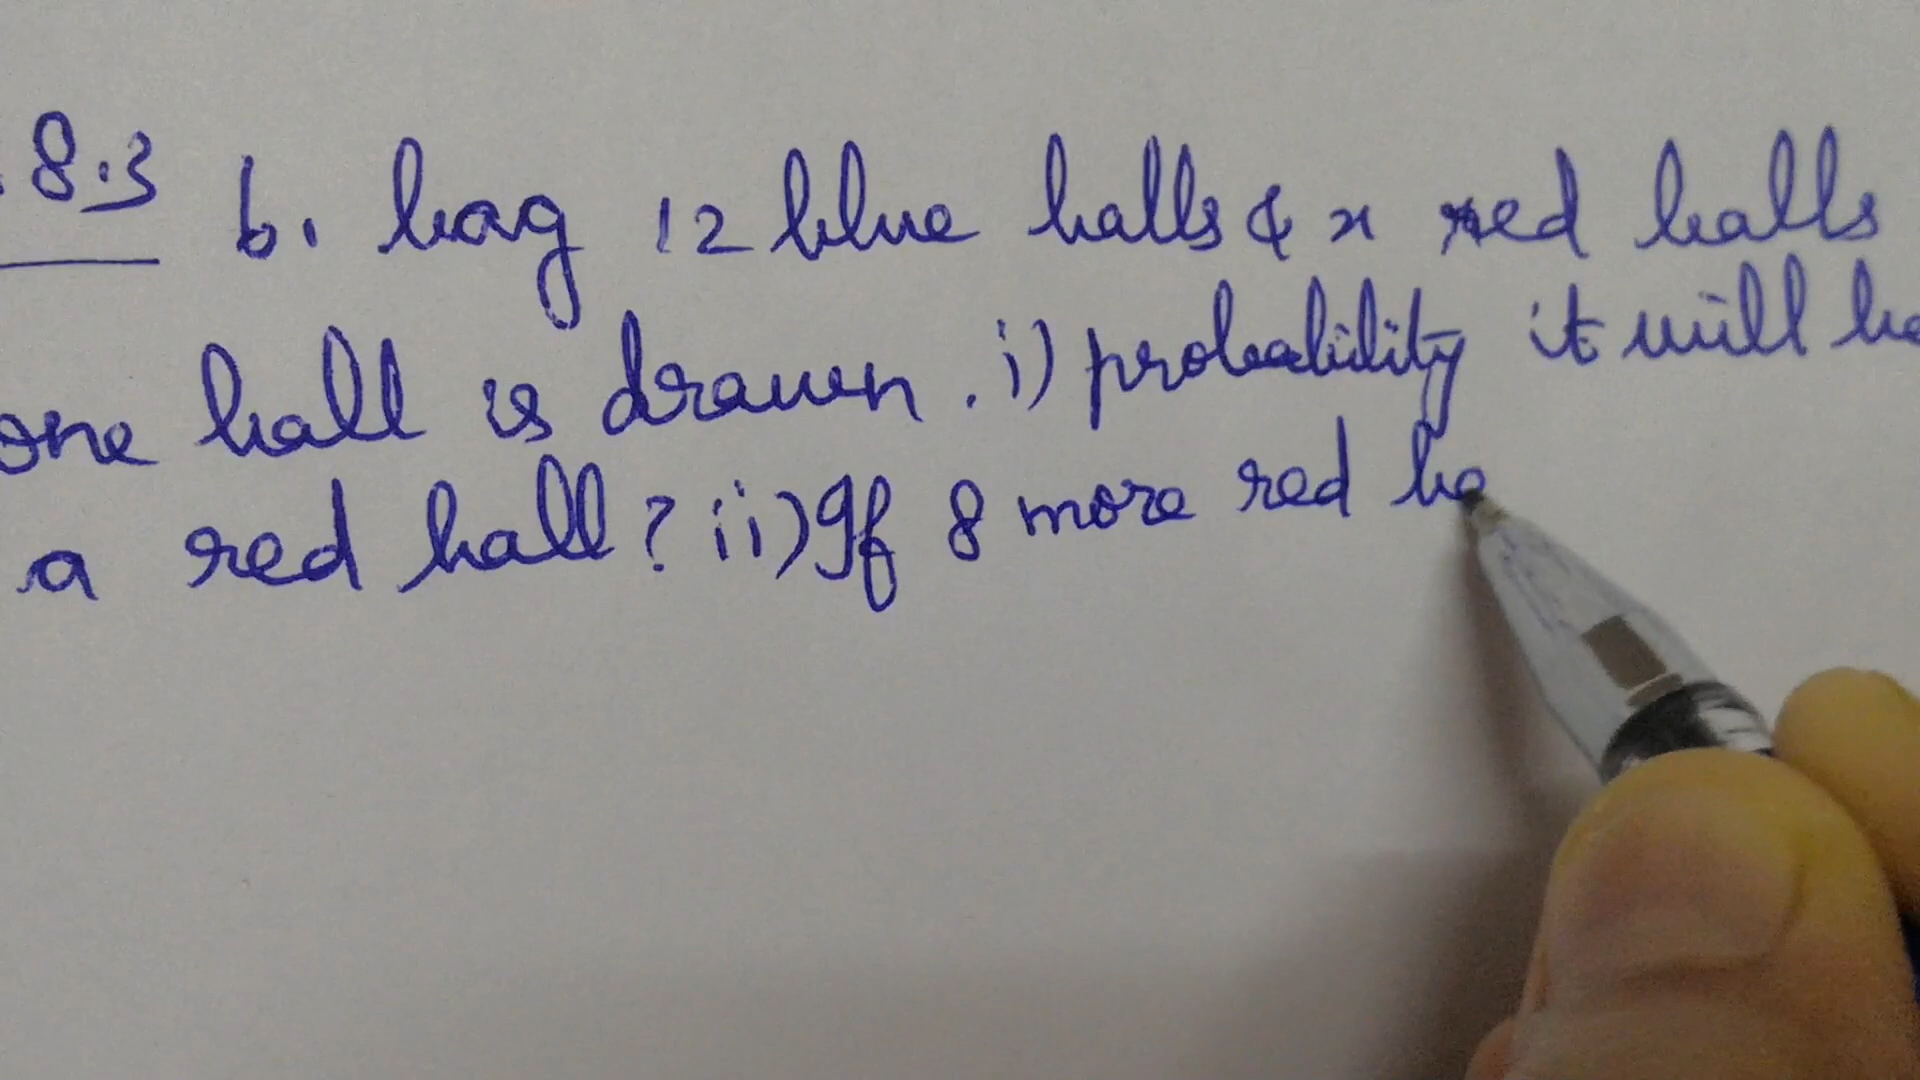 . 8.3 6. bag 12 blue balls & x red balls
one ball is drawn. i) probability it will be
a red ball? ii) If 8 more red ba